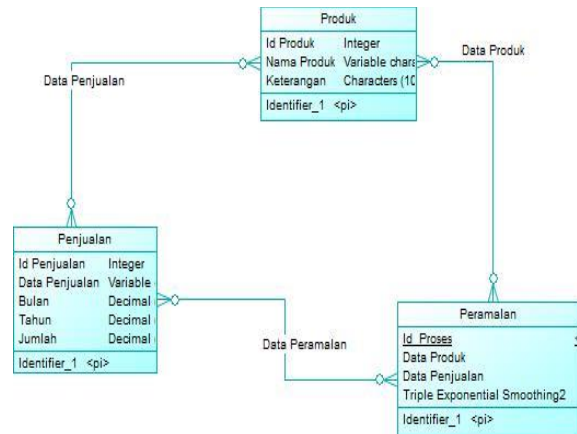 Produk
Id Produk Integer
Nama Produk Variable chara
Keterangan Characters (10
Identifier_1 <pi>
Data Produk
Data Penjualan
Penjualan
Id Penjualan Integer
Data Penjualan Variable
Bulan Decimal
Tahun Decimal
Jumlah Decimal
Identifier_1 <pi>
Data Peramalan
Peramalan
Id Proses
Data Produk
Data Penjualan
Triple Exponential Smoothing2
Identifier_1 <pi>